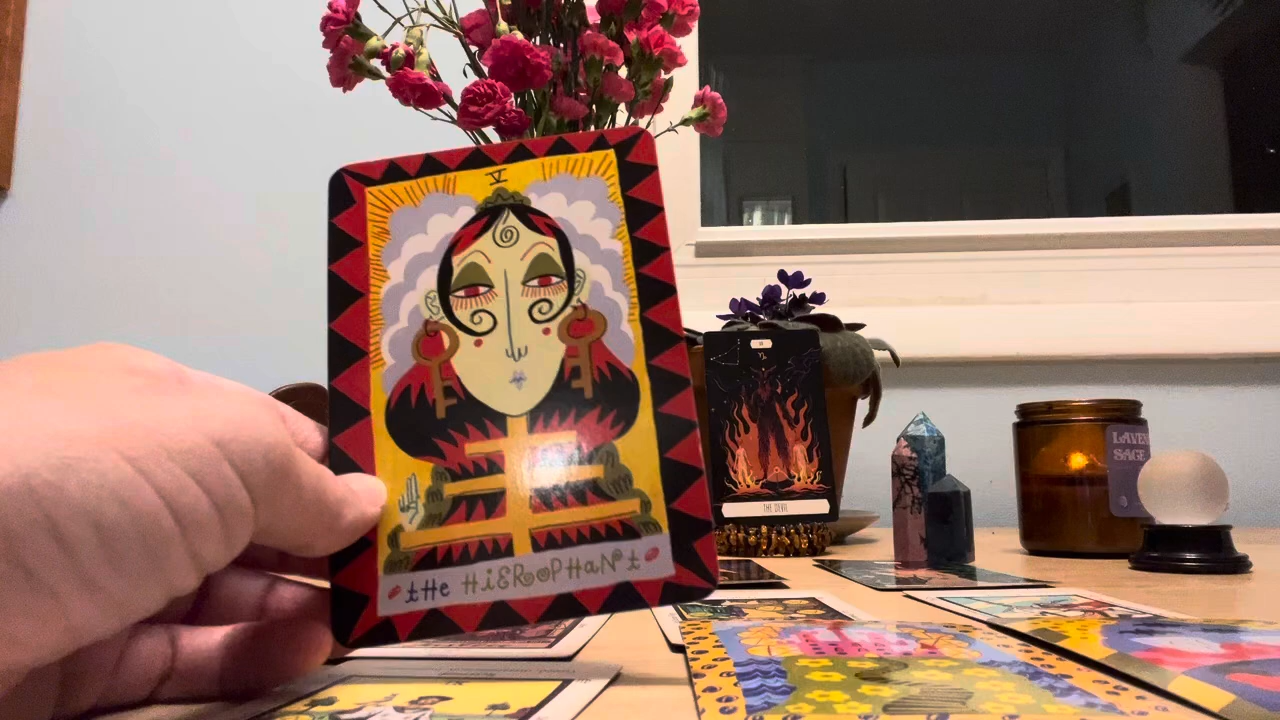 V
tHe HiEROPHaNt
THE DEVIL
LAVEN
SAGE